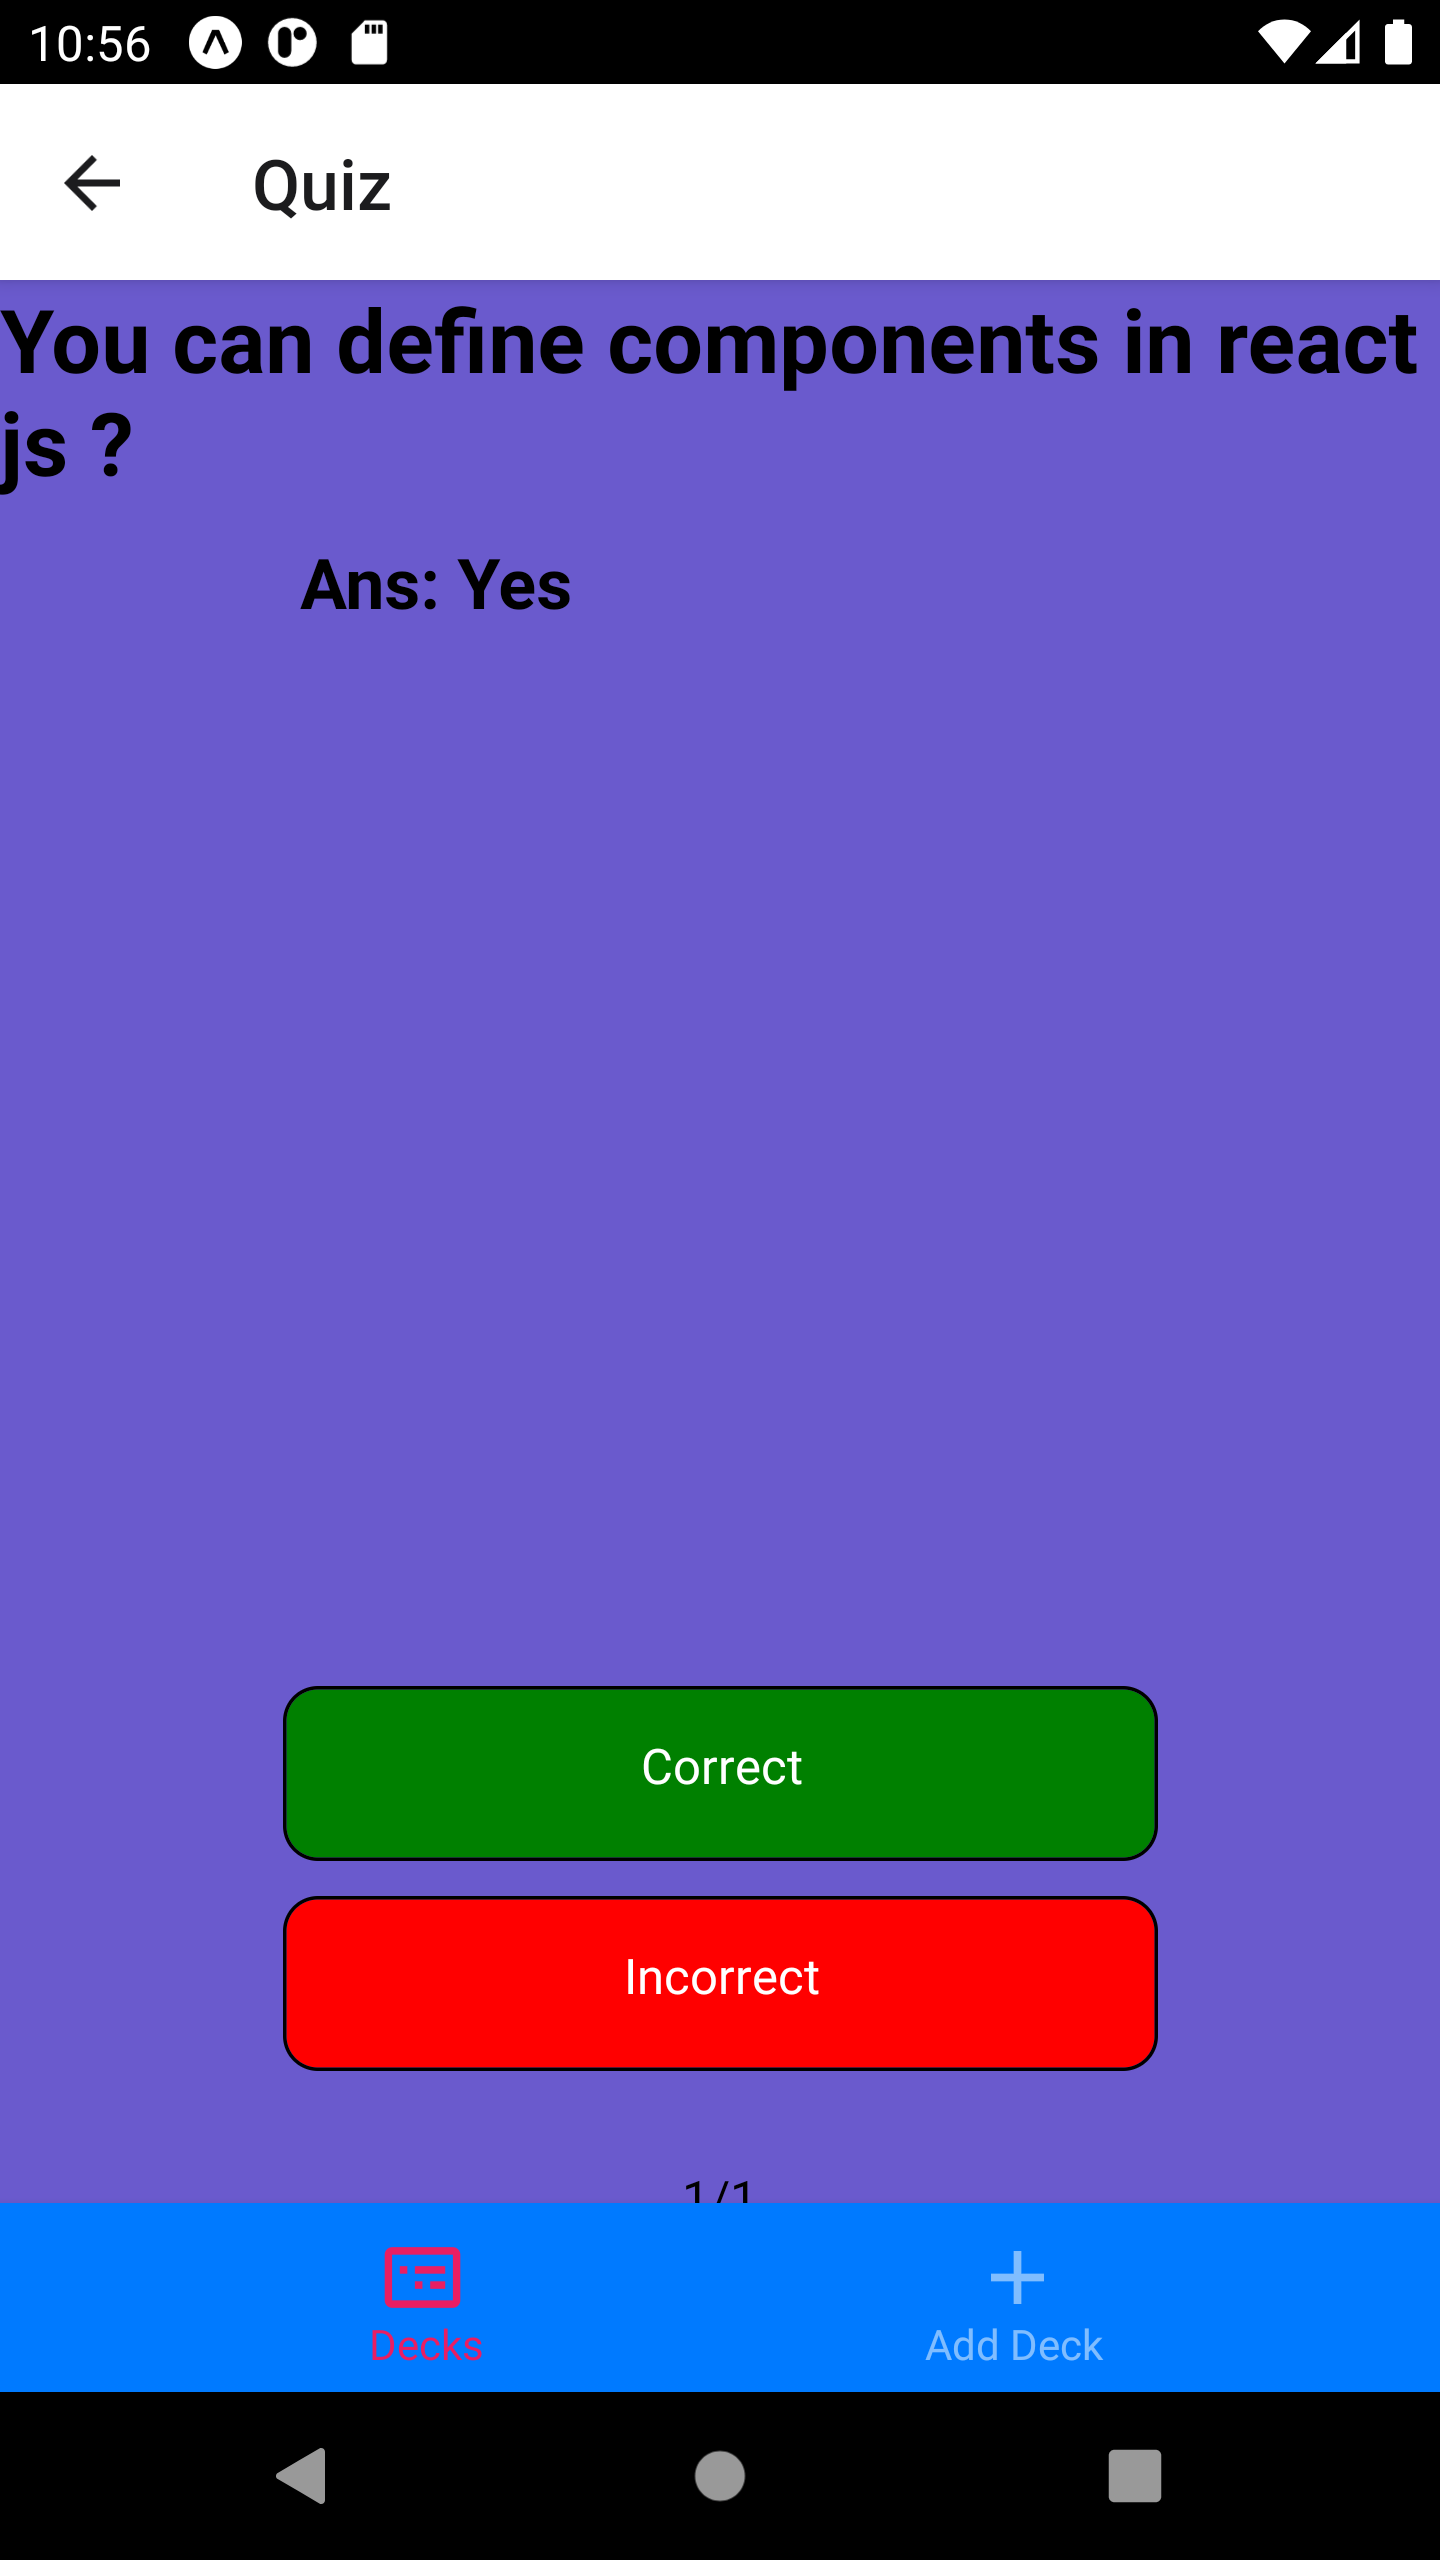 10:56
Quiz
You can define components in react
js ?
Ans: Yes
Correct
Incorrect
1/1
Decks
Add Deck